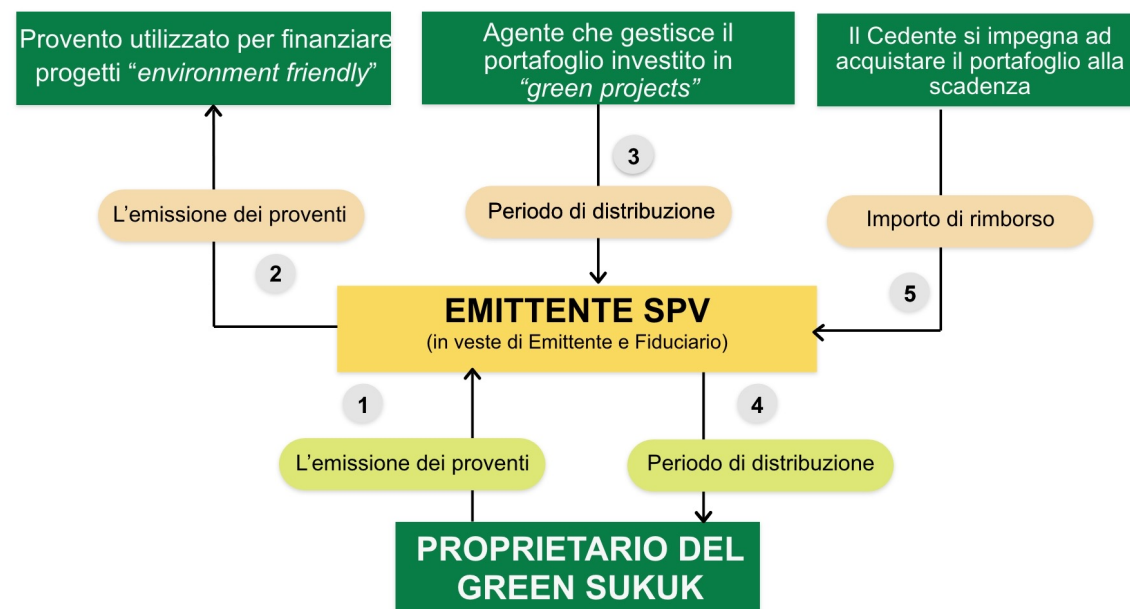 Provento utilizzato per finanziare
progetti “environment friendly”
Agente che gestisce il
portafoglio investito in
“green projects”
Il Cedente si impegna ad
acquistare il portafoglio alla
scadenza
3
L’emissione dei proventi
Periodo di distribuzione
Importo di rimborso
2
5
EMITTENTE SPV
(in veste di Emittente e Fiduciario)
1
4
L’emissione dei proventi
Periodo di distribuzione
PROPRIETARIO DEL
GREEN SUKUK